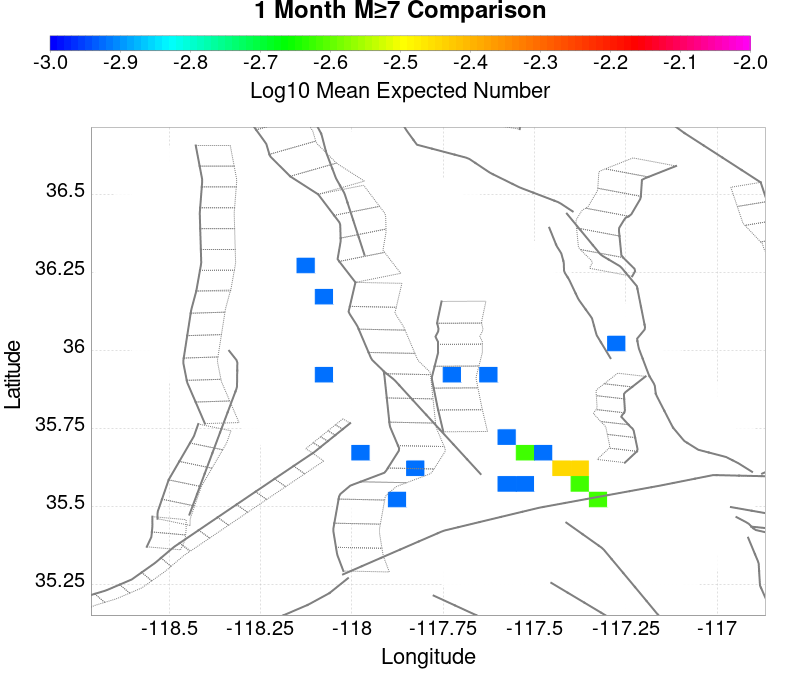 1 Month M≥7 Comparison
-3.0 -2.9 -2.8 -2.7 -2.6 -2.5 -2.4 -2.3 -2.2 -2.1 -2.0
Log10 Mean Expected Number
36.5
36.25
36
35.75
35.5
35.25
Latitude
-118.5 -118.25 -118 -117.75 -117.5 -117.25 -117
Longitude